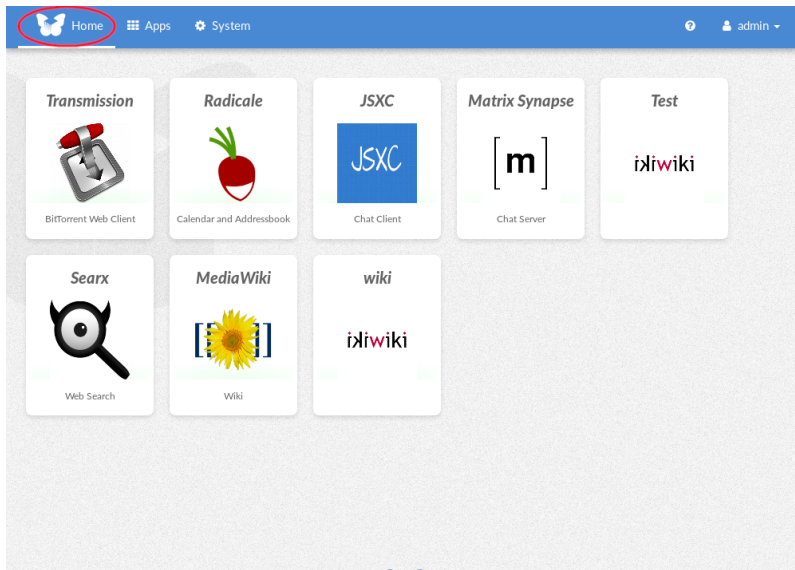 Home Apps System admin
Transmission Radicale JSXC Matrix Synapse Test
JSXC [m] ikiwiki
BitTorrent Web Client Calendar and Addressbook Chat Client Chat Server
Searx MediaWiki wiki
[[ ]] ikiwiki
Web Search Wiki